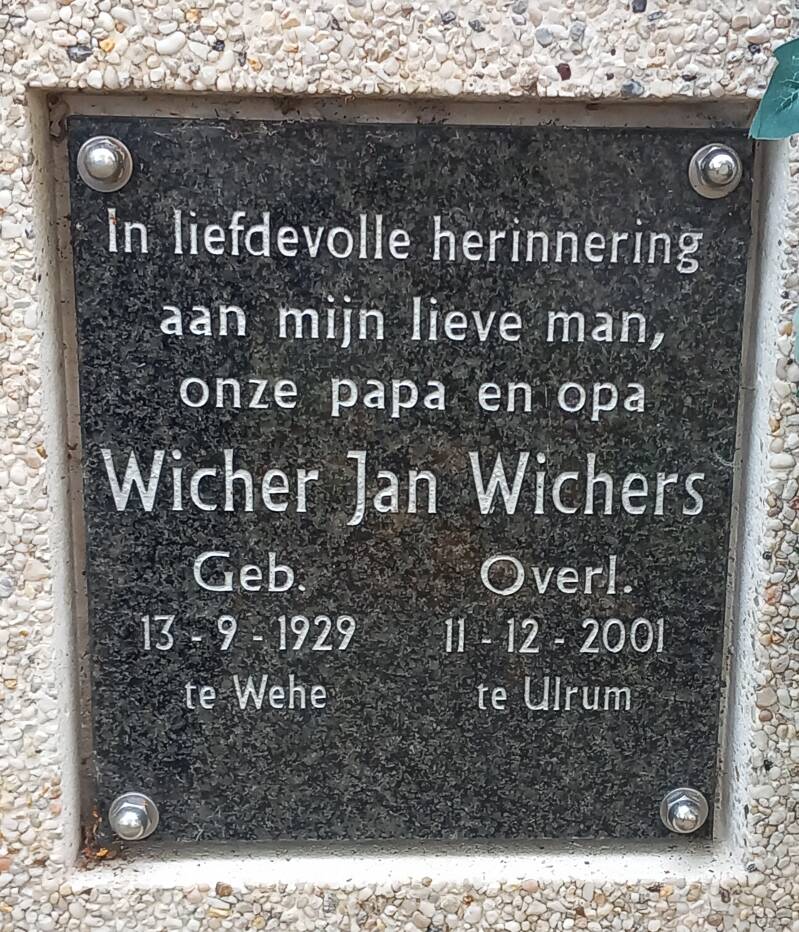 In liefdevolle herinnering
aan mijn lieve man,
onze papa en opa
Wicher Jan Wichers
Geb. Overl.
13 - 9 - 1929 11 - 12 - 2001
te Wehe te Ulrum